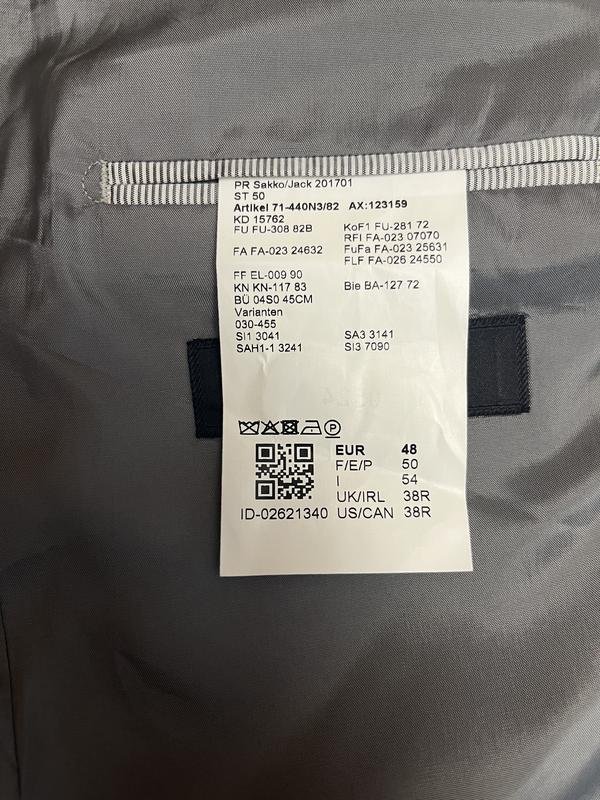 PR Sakko/Jack 201701
ST 50
Artikel 71-440N3/82 AX:123159
KD 15762
FU FU-308 82B KoF1 FU-281 72
RFI FA-023 07070
FA FA-023 24632 FuFa FA-023 25631
FLF FA-026 24550
FF EL-009 90
KN KN-117 83 Bie BA-127 72
BÜ 04S0 45CM
Varianten
030-455
SI1 3041 SA3 3141
SAH1-1 3241 SI3 7090
P
EUR 48
F/E/P 50
I 54
UK/IRL 38R
ID-02621340 US/CAN 38R